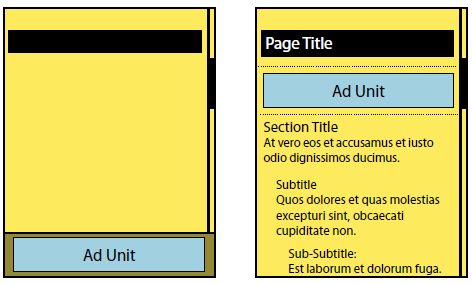 Ad Unit
Page Title
Ad Unit
Section Title
At vero eos et accusamus et iusto
odio dignissimos ducimus.
Subtitle
Quos dolores et quas molestias
excepturi sint, obcaecati
cupiditate non.
Sub-Subtitle:
Est laborum et dolorum fuga.